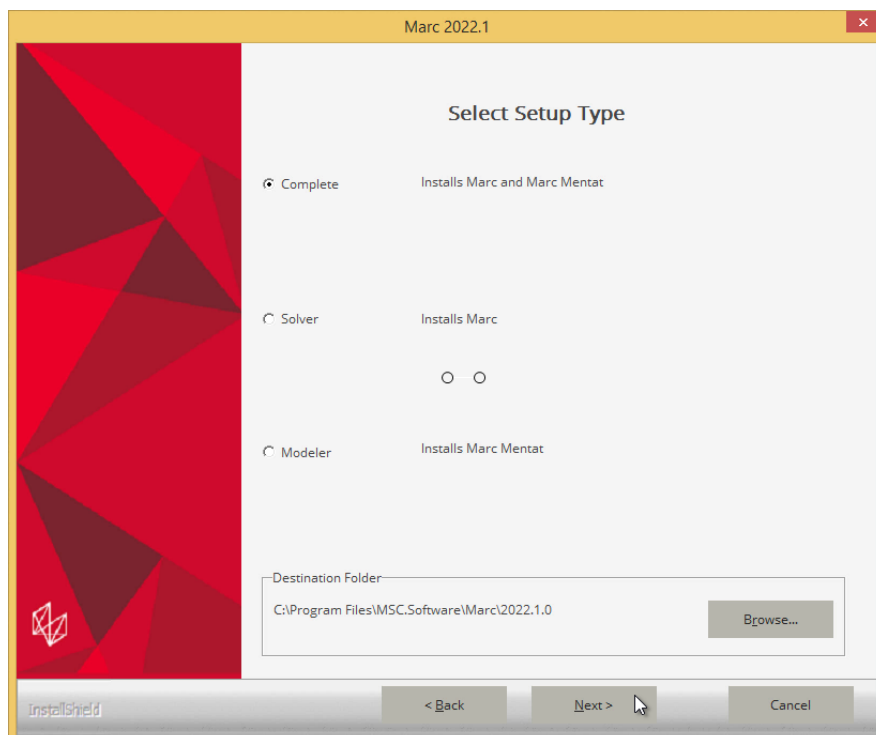 Marc 2022.1
Select Setup Type
Complete Installs Marc and Marc Mentat
Solver Installs Marc
Modeler Installs Marc Mentat
Destination Folder
C:\Program Files\MSC.Software\Marc\2022.1.0
Browse...
InstallShield < Back Next > Cancel